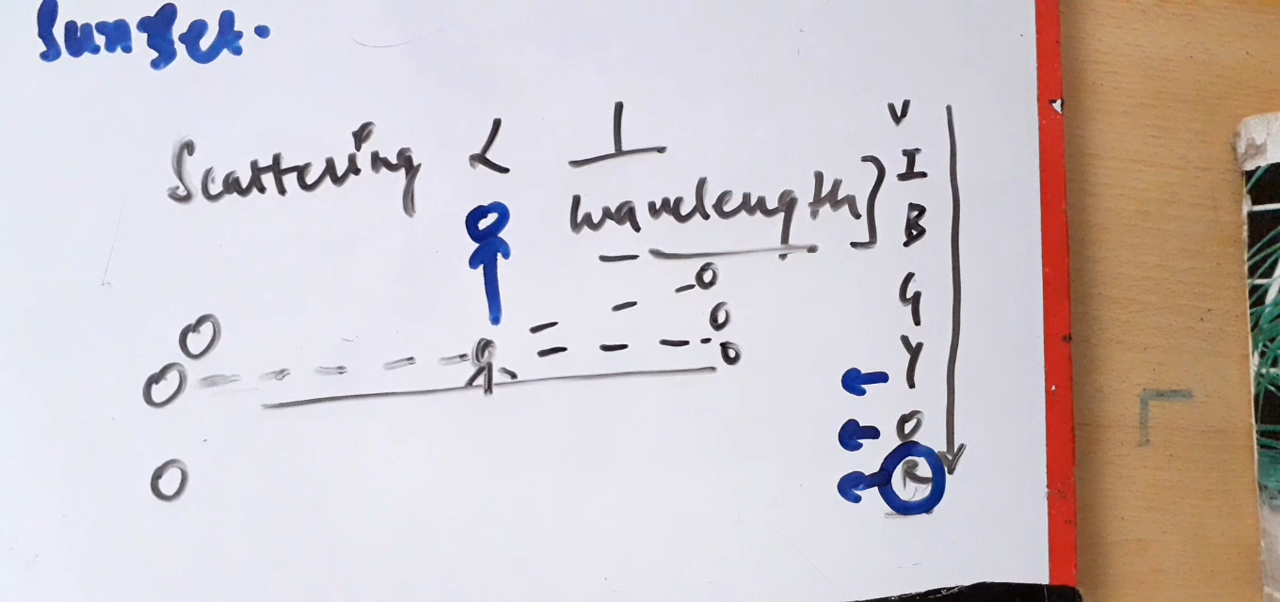 Sunset.
Scattering ∝ 1
wavelength
V
I
B
G
Y
O
R